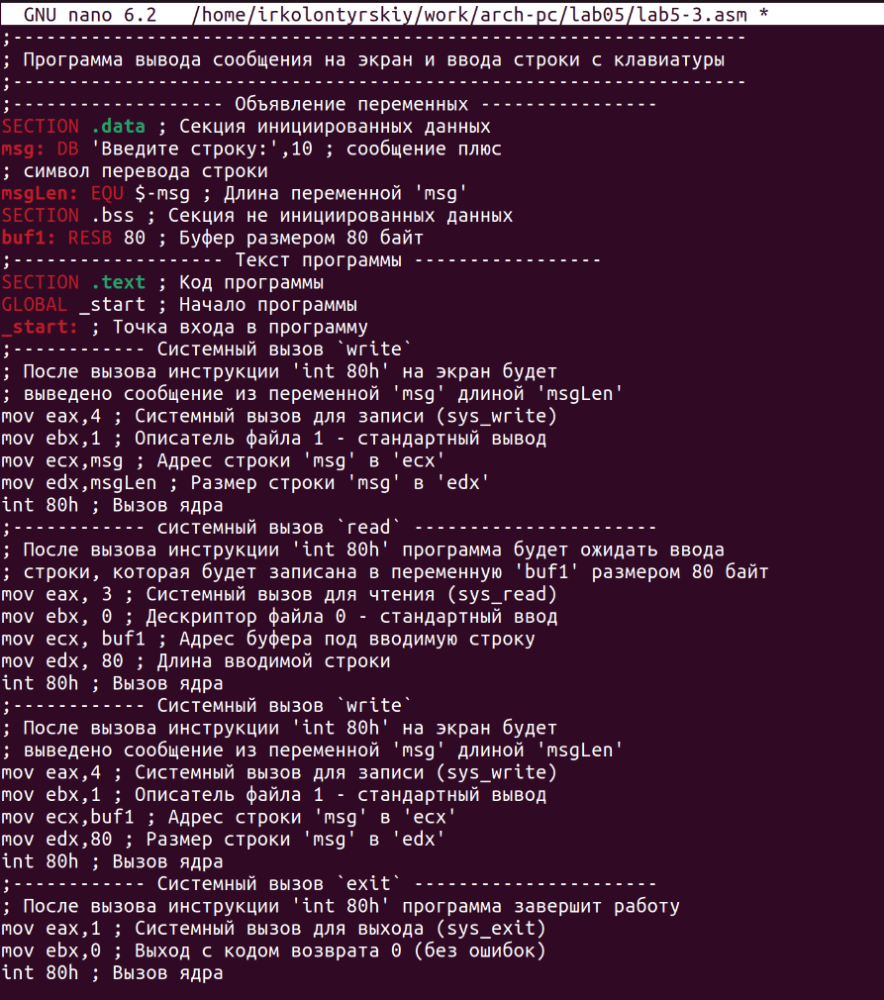 GNU nano 6.2   /home/irkolontyrskiy/work/arch-pc/lab05/lab5-3.asm *
;------------------------------------------------------------------
; Программа вывода сообщения на экран и ввода строки с клавиатуры
;------------------------------------------------------------------
;------------------- Объявление переменных ----------------
SECTION .data ; Секция инициированных данных
msg: DB 'Введите строку:',10 ; сообщение плюс
; символ перевода строки
msgLen: EQU $-msg ; Длина переменной 'msg'
SECTION .bss ; Секция не инициированных данных
buf1: RESB 80 ; Буфер размером 80 байт
;------------------- Текст программы -----------------
SECTION .text ; Код программы
GLOBAL _start ; Начало программы
_start: ; Точка входа в программу
;------------ Системный вызов `write`
; После вызова инструкции 'int 80h' на экран будет
; выведено сообщение из переменной 'msg' длиной 'msgLen'
mov eax,4 ; Системный вызов для записи (sys_write)
mov ebx,1 ; Описатель файла 1 - стандартный вывод
mov ecx,msg ; Адрес строки 'msg' в 'ecx'
mov edx,msgLen ; Размер строки 'msg' в 'edx'
int 80h ; Вызов ядра
;------------ системный вызов `read` ----------------------
; После вызова инструкции 'int 80h' программа будет ожидать ввода
; строки, которая будет записана в переменную 'buf1' размером 80 байт
mov eax, 3 ; Системный вызов для чтения (sys_read)
mov ebx, 0 ; Дескриптор файла 0 - стандартный ввод
mov ecx, buf1 ; Адрес буфера под вводимую строку
mov edx, 80 ; Длина вводимой строки
int 80h ; Вызов ядра
;------------ Системный вызов `write`
; После вызова инструкции 'int 80h' на экран будет
; выведено сообщение из переменной 'msg' длиной 'msgLen'
mov eax,4 ; Системный вызов для записи (sys_write)
mov ebx,1 ; Описатель файла 1 - стандартный вывод
mov ecx,buf1 ; Адрес строки 'msg' в 'ecx'
mov edx,80 ; Размер строки 'msg' в 'edx'
int 80h ; Вызов ядра
;------------ Системный вызов `exit` ----------------------
; После вызова инструкции 'int 80h' программа завершит работу
mov eax,1 ; Системный вызов для выхода (sys_exit)
mov ebx,0 ; Выход с кодом возврата 0 (без ошибок)
int 80h ; Вызов ядра